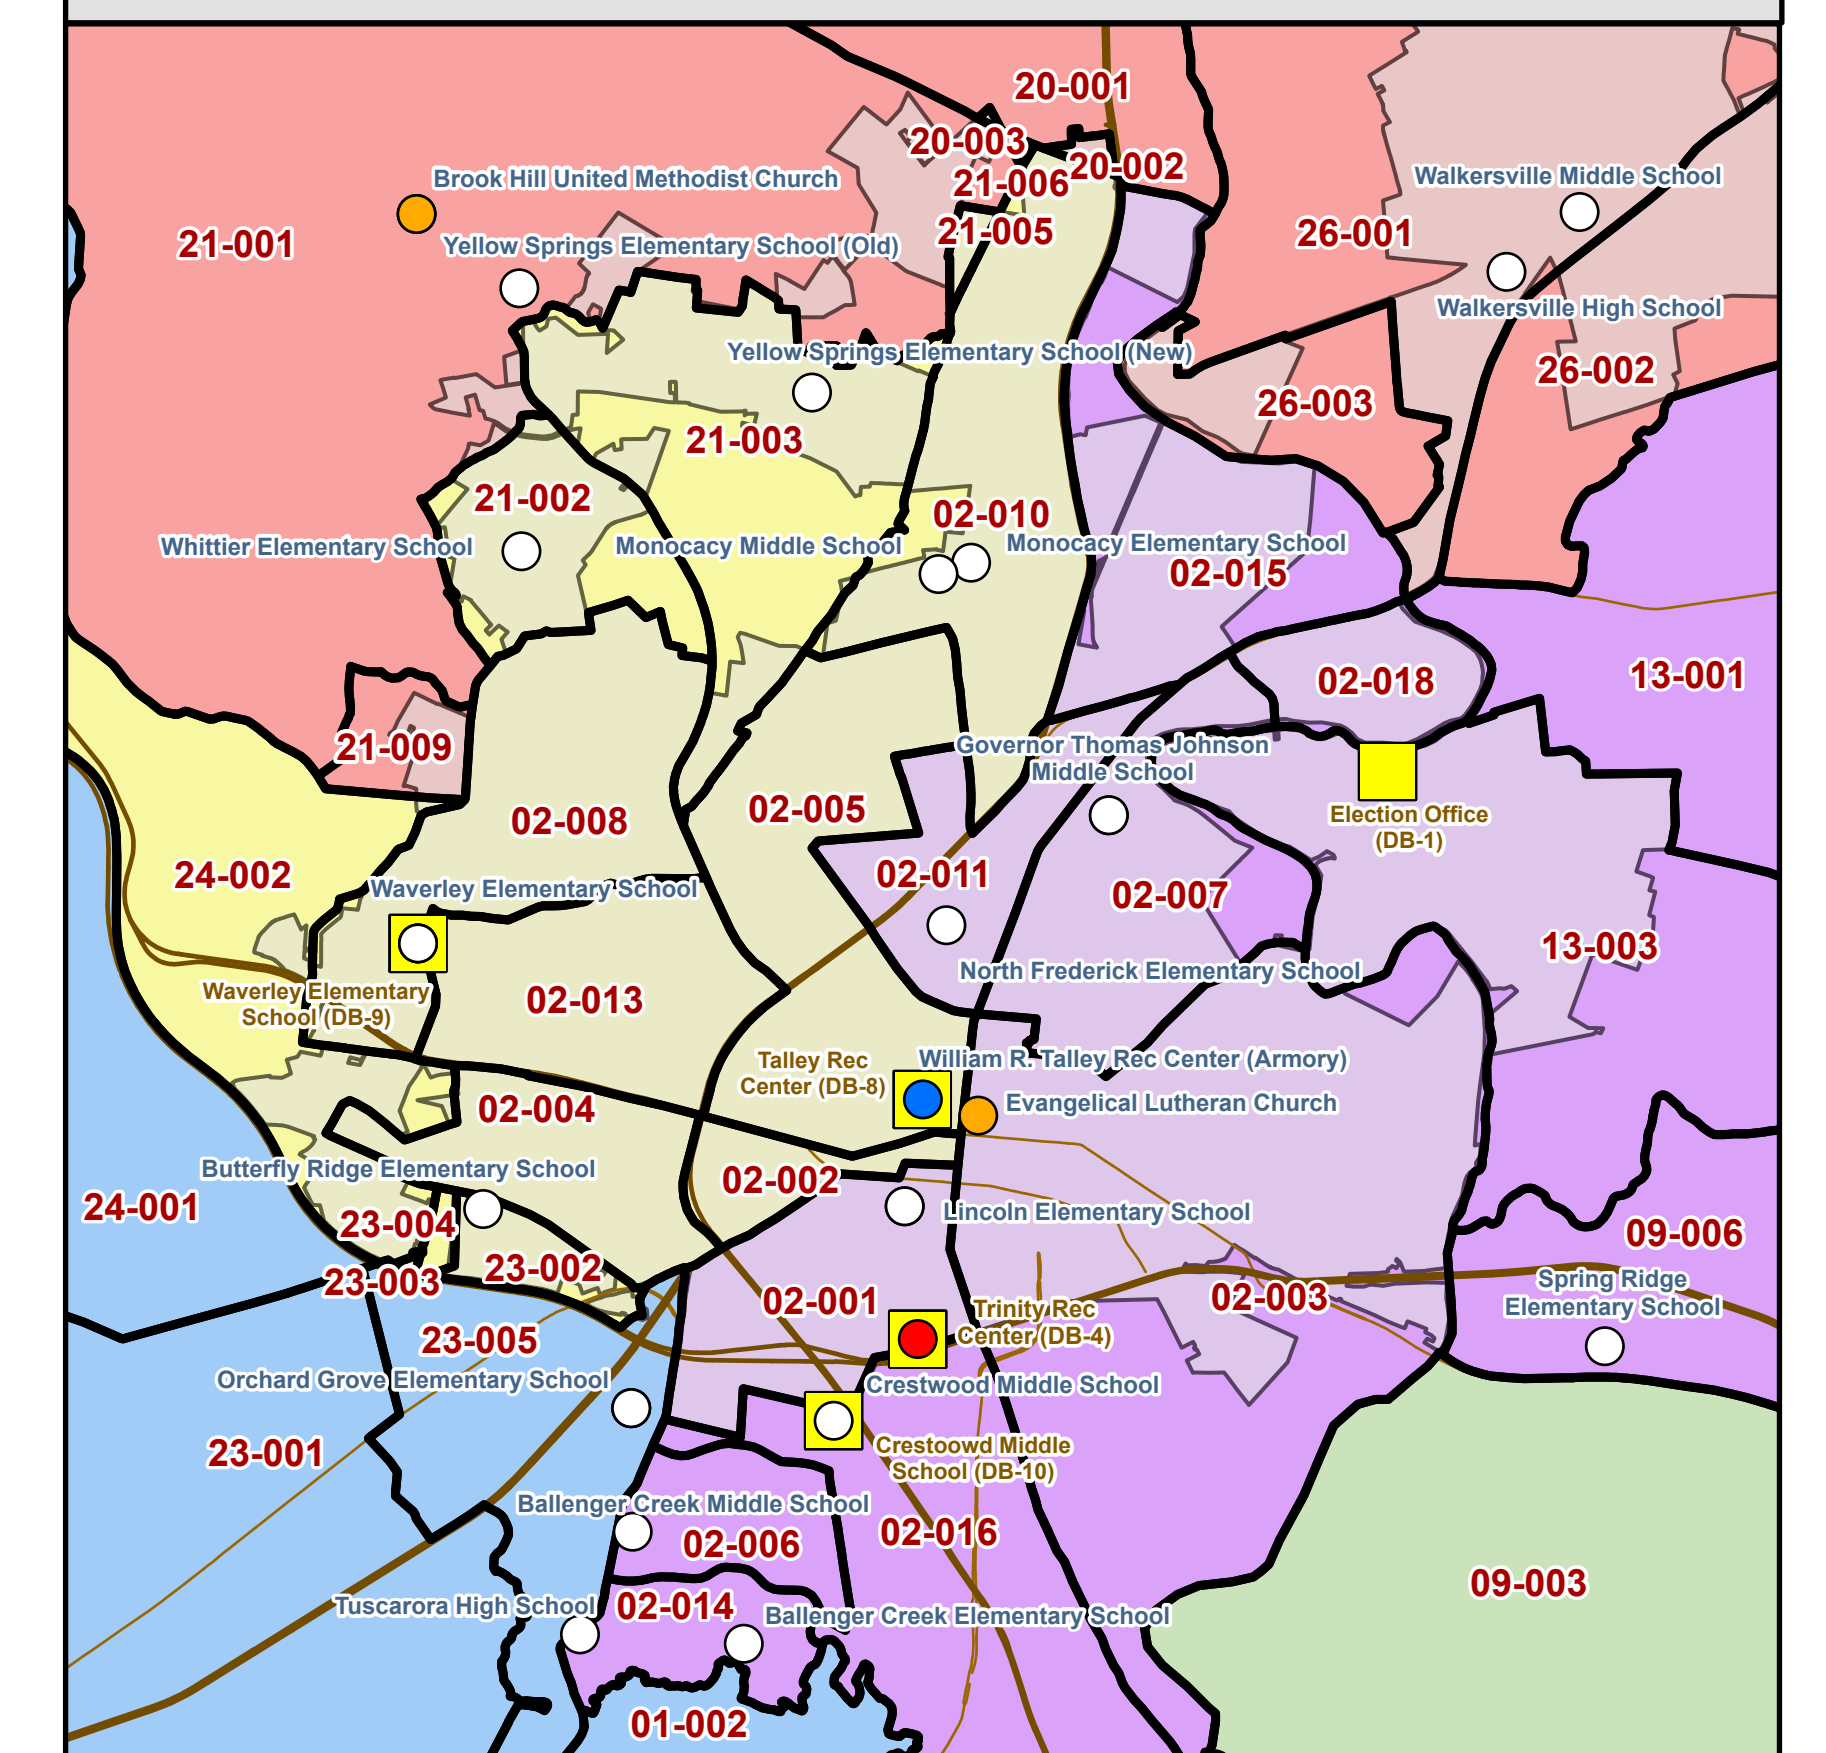 20-001
20-003
20-002
Brook Hill United Methodist Church
21-006
Walkersville Middle School
21-001
Yellow Springs Elementary School (Old)
21-005
26-001
Walkersville High School
Yellow Springs Elementary School (New)
26-002
26-003
21-003
21-002
02-010
Whittier Elementary School
Monocacy Middle School
Monocacy Elementary School
02-015
02-018
13-001
21-009
Governor Thomas Johnson
Middle School
02-008
02-005
Election Office
(DB-1)
24-002
02-011
Waverley Elementary School
02-007
13-003
North Frederick Elementary School
Waverley Elementary
School (DB-9)
02-013
Talley Rec
Center (DB-8)
William R. Talley Rec Center (Armory)
02-004
Evangelical Lutheran Church
Butterfly Ridge Elementary School
02-002
24-001
Lincoln Elementary School
23-004
09-006
23-002
23-003
Spring Ridge
Elementary School
02-001
02-003
Trinity Rec
Center (DB-4)
23-005
Orchard Grove Elementary School
Crestwood Middle School
23-001
Crestoowd Middle
School (DB-10)
Ballenger Creek Middle School
02-006
02-016
09-003
Tuscarora High School
02-014
Ballenger Creek Elementary School
01-002